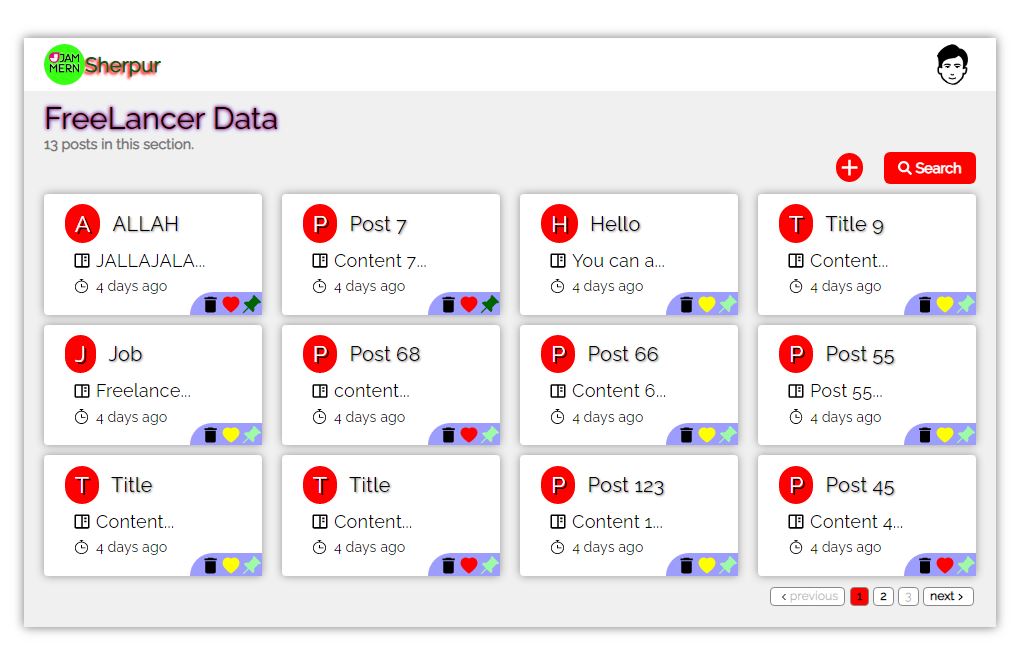 JJAM
MERN Sherpur
FreeLancer Data
13 posts in this section.
Search
A ALLAH
JALLAJALA...
4 days ago
P Post 7
Content 7...
4 days ago
H Hello
You can a...
4 days ago
T Title 9
Content...
4 days ago
J Job
Freelance...
4 days ago
P Post 68
content...
4 days ago
P Post 66
Content 6...
4 days ago
P Post 55
Post 55...
4 days ago
T Title
Content...
4 days ago
T Title
Content...
4 days ago
P Post 123
Content 1...
4 days ago
P Post 45
Content 4...
4 days ago
‹ previous 1 2 3 next ›